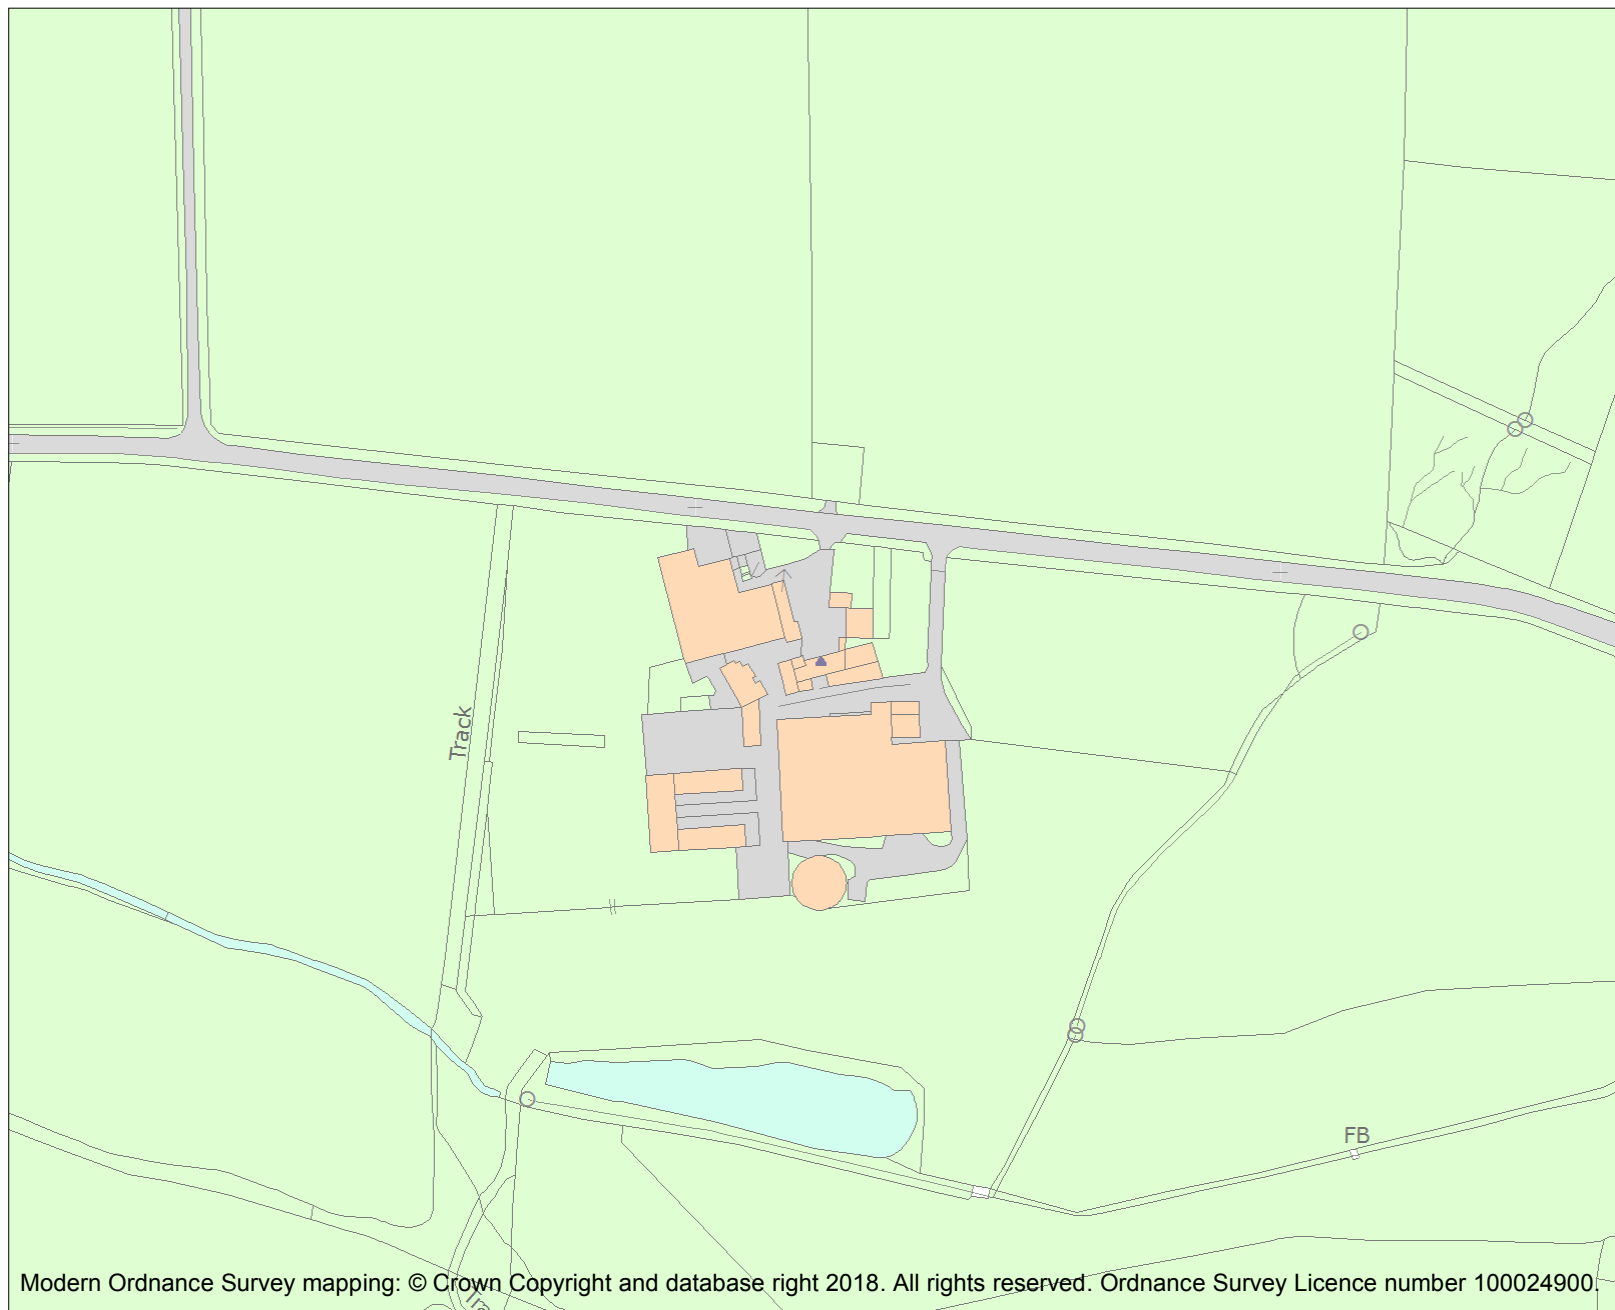 Track
FB
Modern Ordnance Survey mapping: © Crown Copyright and database right 2018. All rights reserved. Ordnance Survey Licence number 100024900.